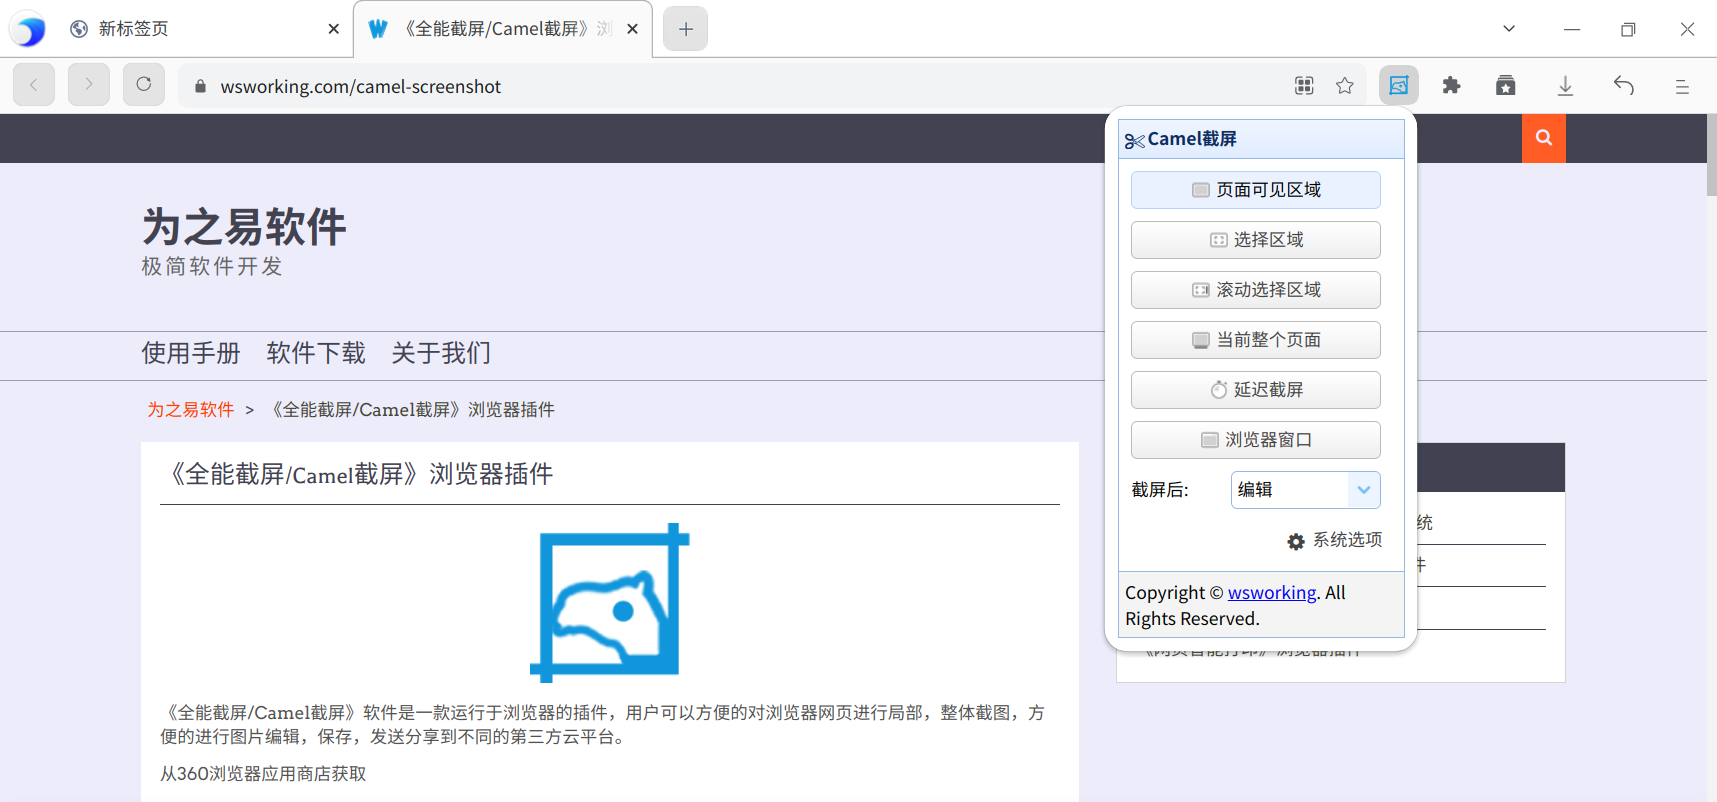 新标签页
《全能截屏/Camel截屏》浏
wsworking.com/camel-screenshot
Camel截屏
页面可见区域
选择区域
滚动选择区域
当前整个页面
延迟截屏
浏览器窗口
截屏后: 编辑
系统选项
Copyright © wsworking. All
Rights Reserved.
为之易软件
极简软件开发
使用手册 软件下载 关于我们
为之易软件 > 《全能截屏/Camel截屏》浏览器插件
《全能截屏/Camel截屏》浏览器插件
《全能截屏/Camel截屏》软件是一款运行于浏览器的插件，用户可以方便的对浏览器网页进行局部，整体截图，方
便的进行图片编辑，保存，发送分享到不同的第三方云平台。
从360浏览器应用商店获取
统
件
《网页智能打印》浏览器插件